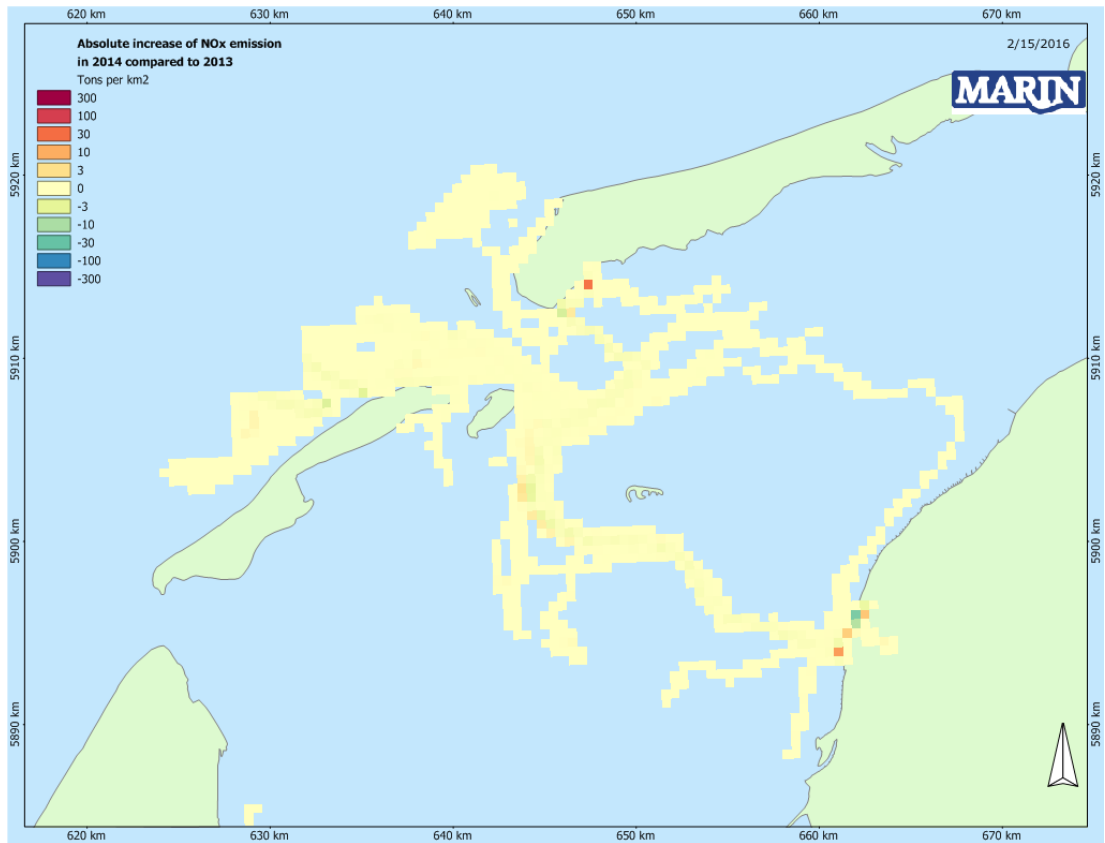 620 km 630 km 640 km 650 km 660 km 670 km
Absolute increase of NOx emission
in 2014 compared to 2013
Tons per km2
300
100
30
10
3
0
-3
-10
-30
-100
-300
2/15/2016
MARIN
5920 km 5920 km
5910 km 5910 km
5900 km 5900 km
5890 km 5890 km
620 km 630 km 640 km 650 km 660 km 670 km